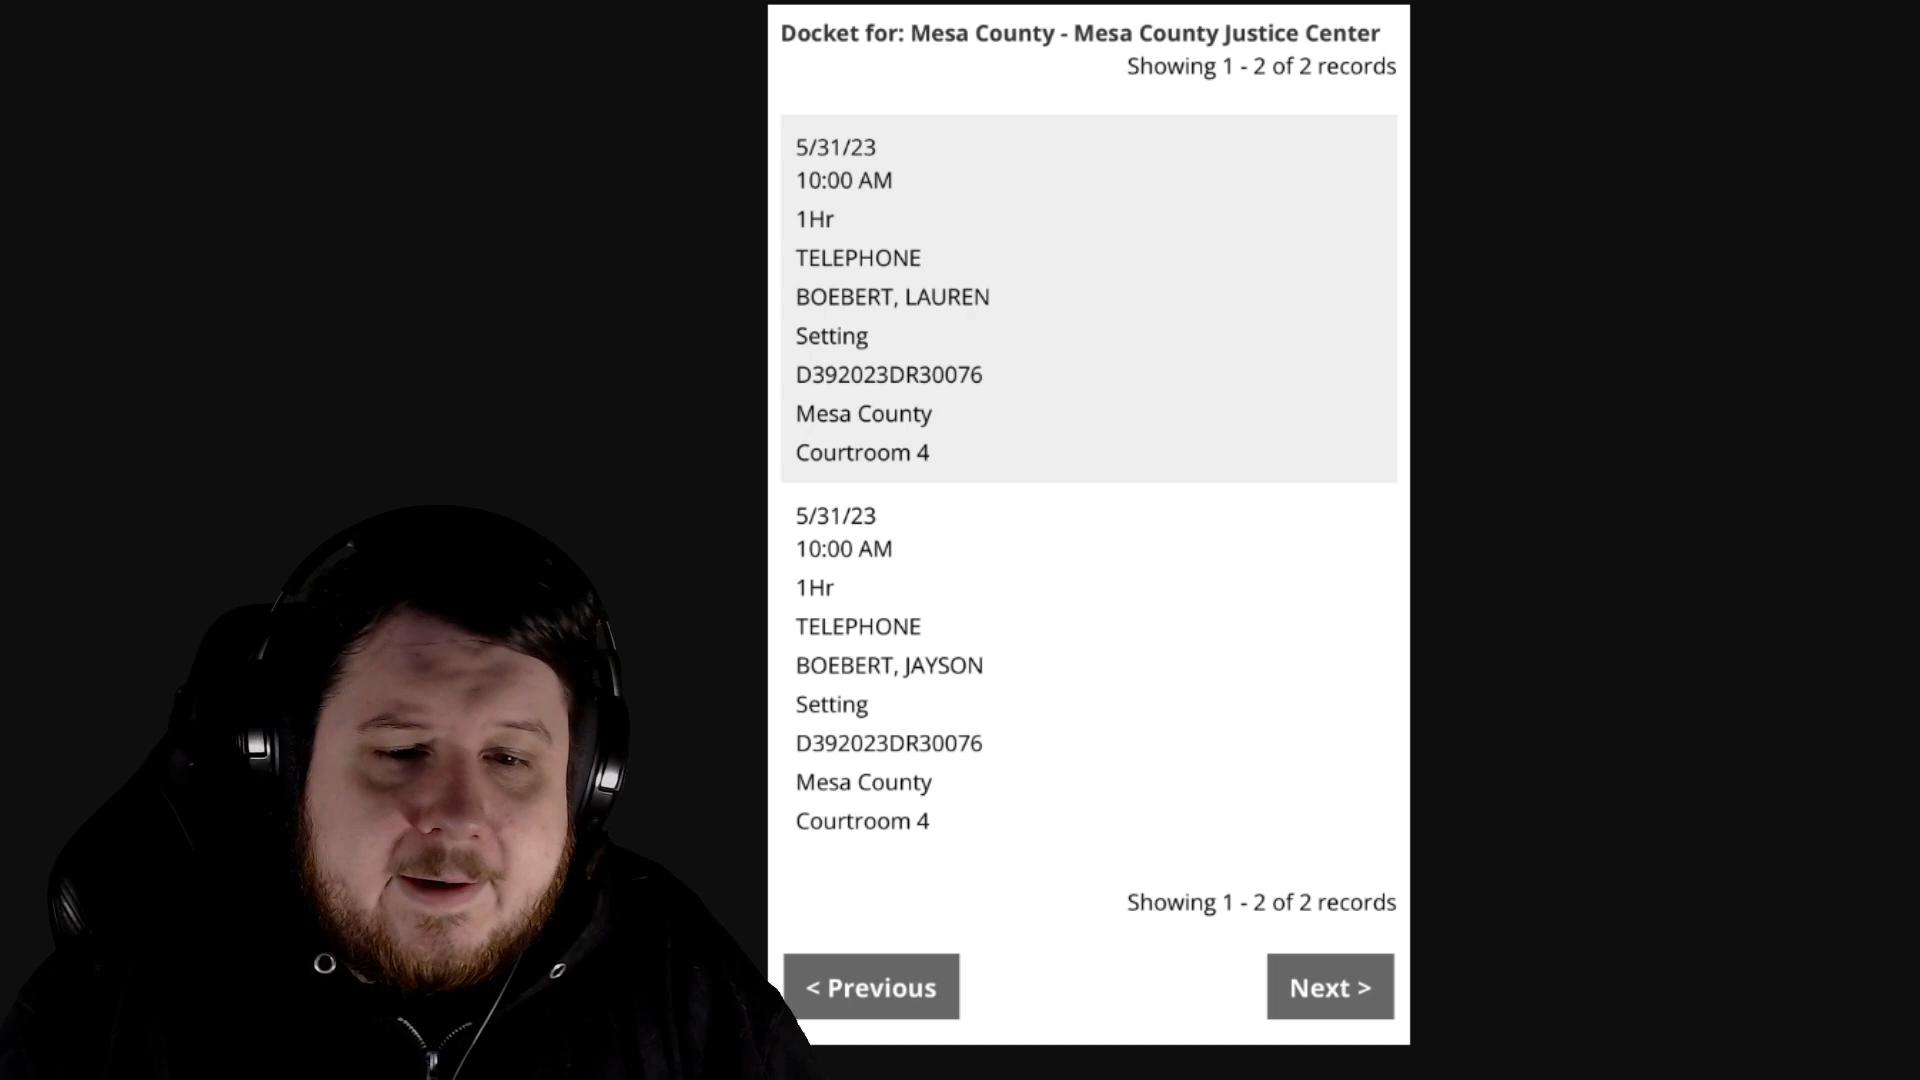 Docket for: Mesa County - Mesa County Justice Center
Showing 1 - 2 of 2 records
5/31/23
10:00 AM
1Hr
TELEPHONE
BOEBERT, LAUREN
Setting
D392023DR30076
Mesa County
Courtroom 4
5/31/23
10:00 AM
1Hr
TELEPHONE
BOEBERT, JAYSON
Setting
D392023DR30076
Mesa County
Courtroom 4
Showing 1 - 2 of 2 records
< Previous
Next >